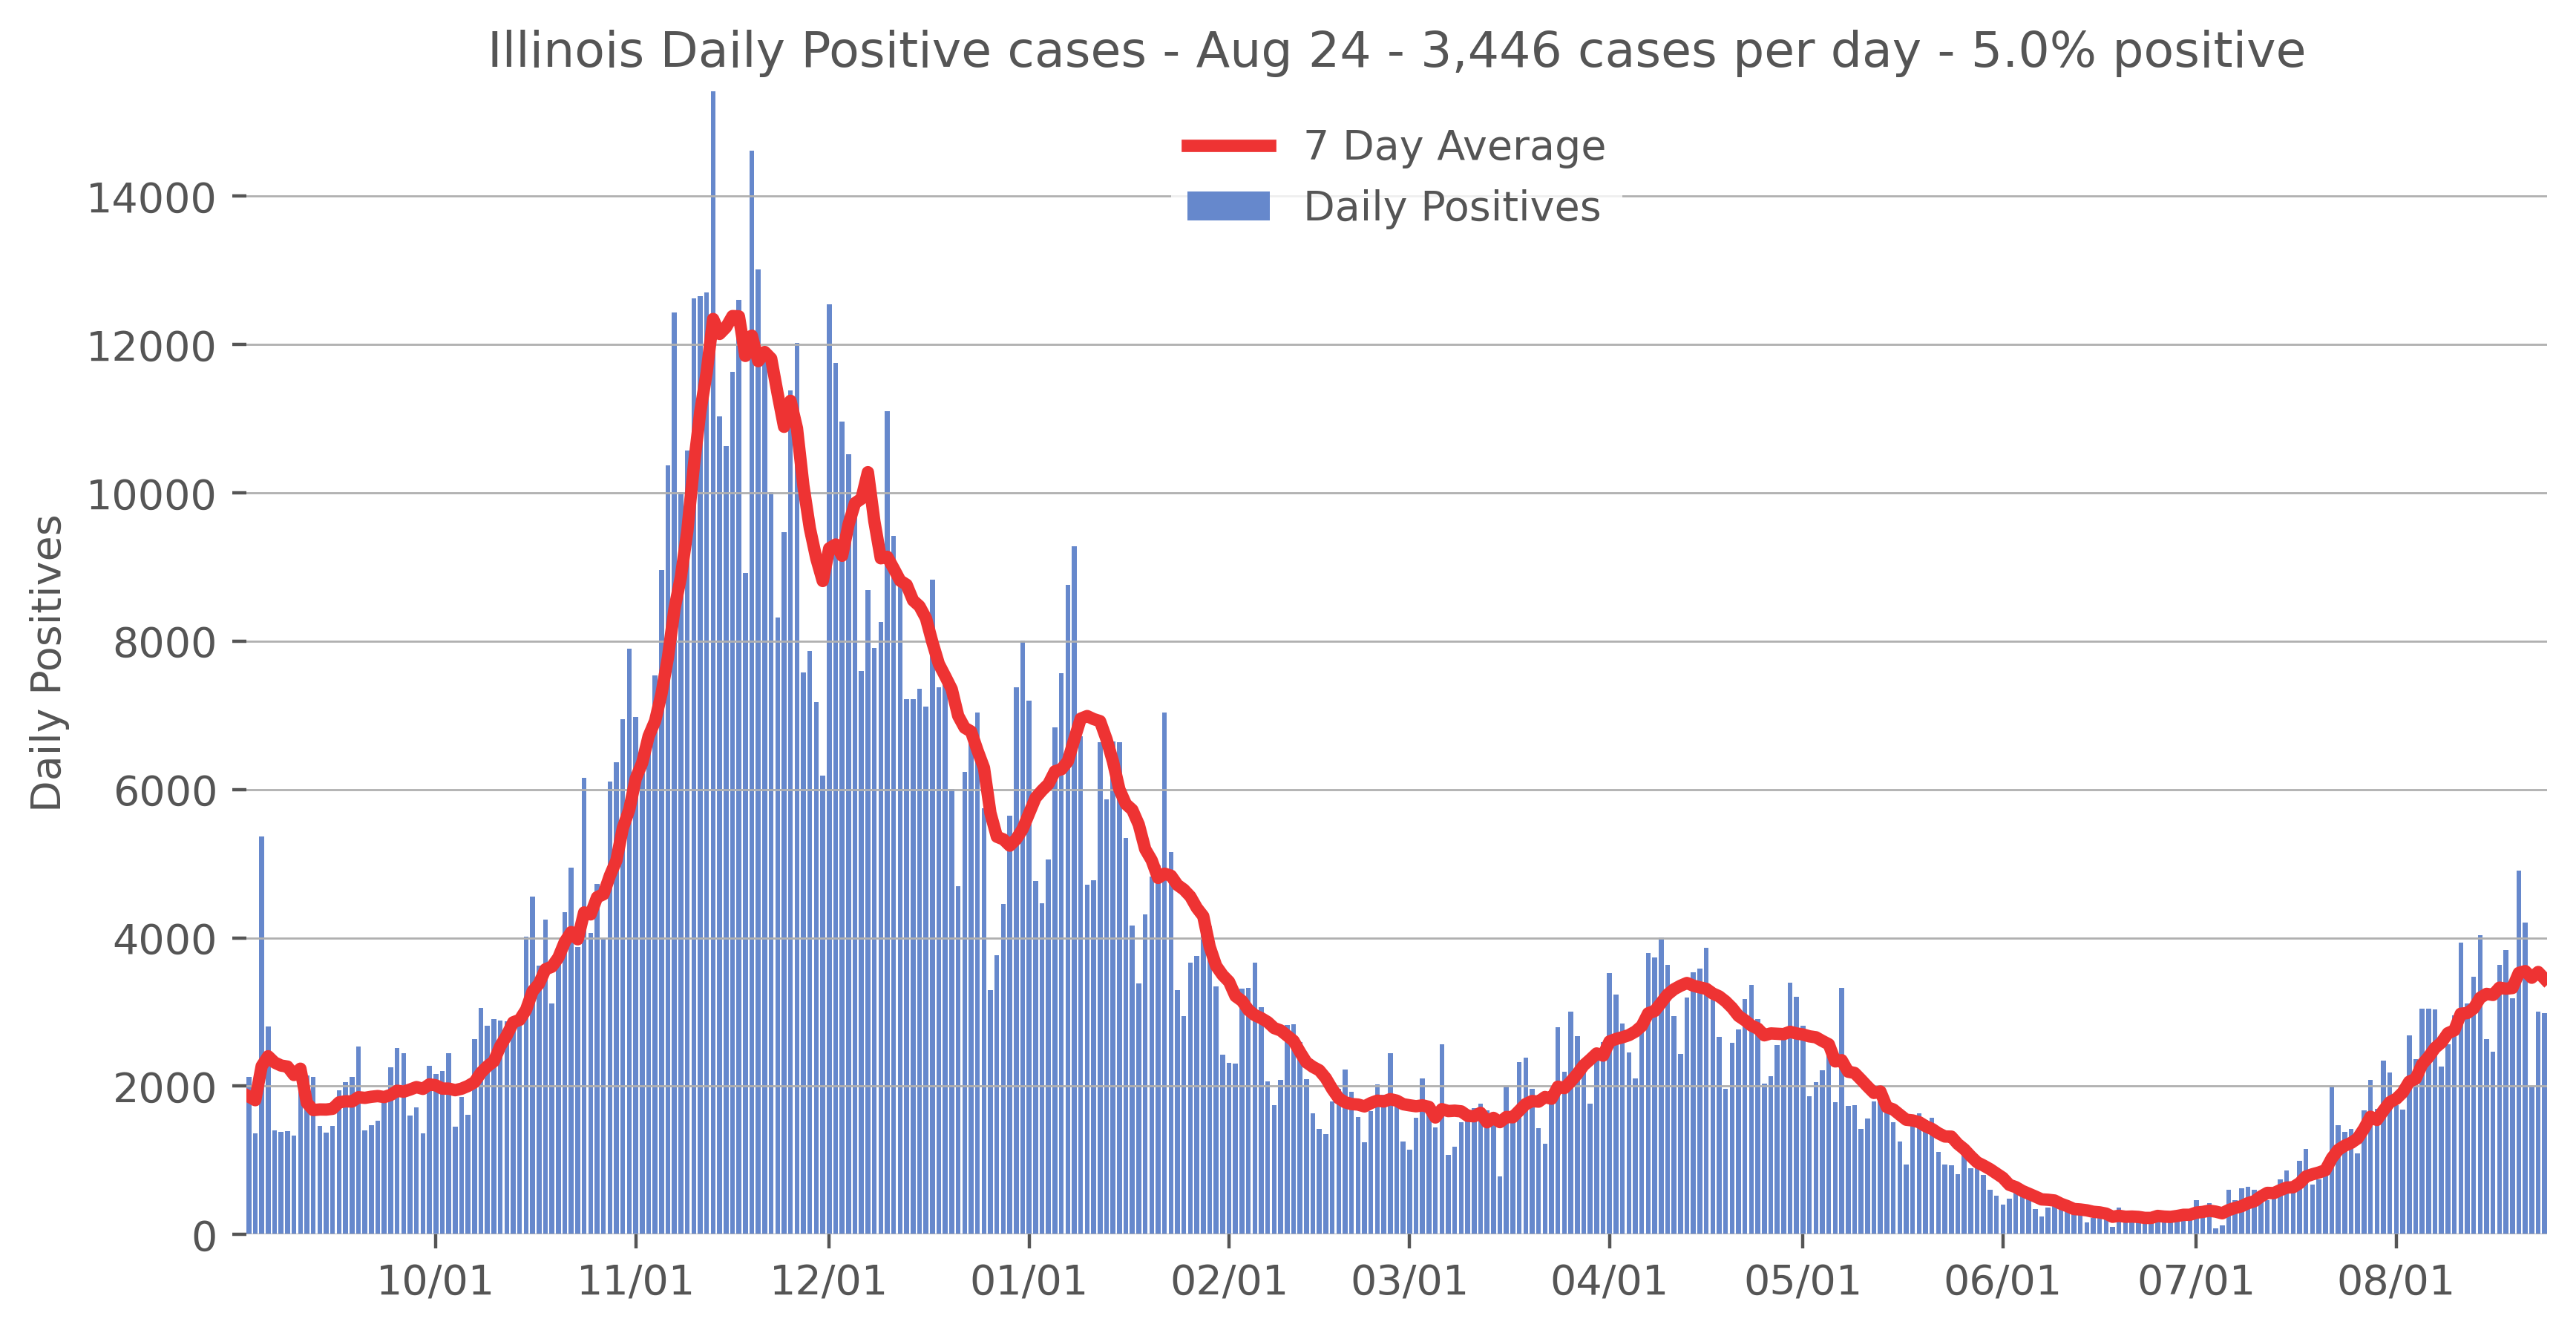 Illinois Daily Positive cases - Aug 24 - 3,446 cases per day - 5.0% positive
7 Day Average
Daily Positives
Daily Positives
14000
12000
10000
8000
6000
4000
2000
0
10/01 11/01 12/01 01/01 02/01 03/01 04/01 05/01 06/01 07/01 08/01